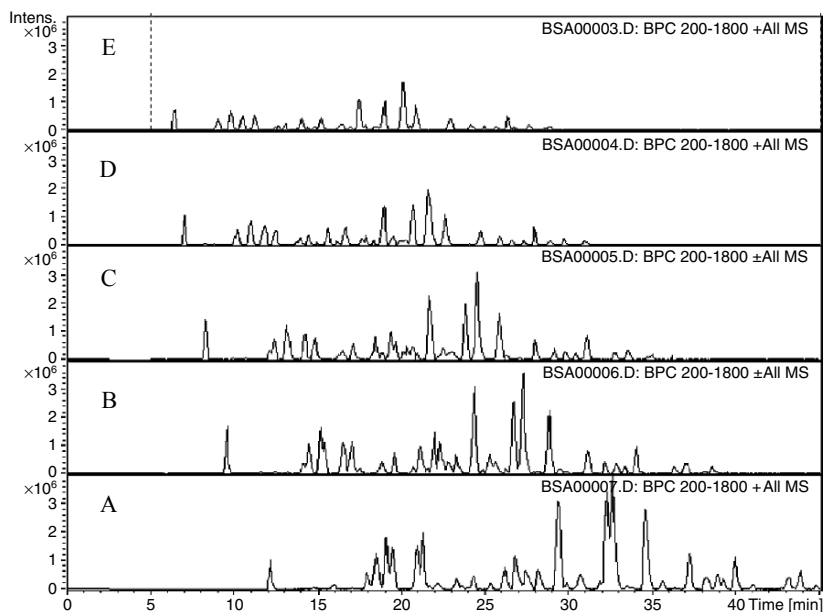 Intens.
×10⁶
3
2
1
0
E
BSA00003.D: BPC 200-1800 +All MS
×10⁶
3
2
1
0
D
BSA00004.D: BPC 200-1800 +All MS
×10⁶
3
2
1
0
C
BSA00005.D: BPC 200-1800 ±All MS
×10⁶
3
2
1
0
B
BSA00006.D: BPC 200-1800 ±All MS
×10⁶
3
2
1
0
A
BSA00007.D: BPC 200-1800 +All MS
0 5 10 15 20 25 30 35 40 Time [min]